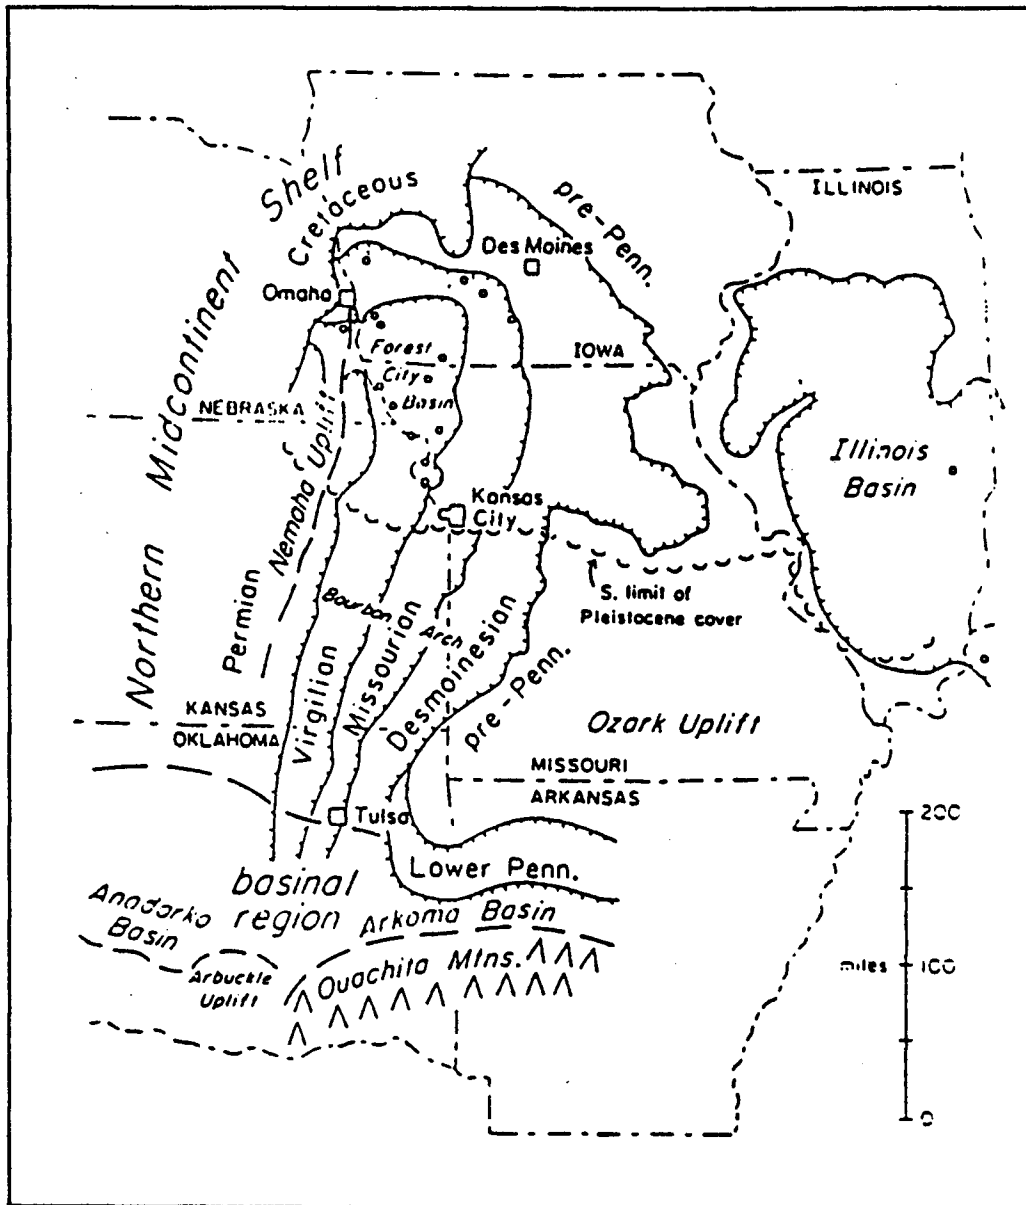 Northern Midcontinent Shelf
Cretaceous
pre-Penn.
ILLINOIS
Des Moines
Omaha
Forest
City
Basin
IOWA
NEBRASKA
Nemaha Uplift
Illinois
Basin
Kansas
City
S. limit of
Pleistocene cover
Permian
Bourbon Arch
Virgilian
Missourian
Desmoinesian
pre-Penn.
Ozark Uplift
KANSAS
OKLAHOMA
MISSOURI
ARKANSAS
Tulsa
Lower Penn.
basinal
region
Anadarko
Basin
Arkoma Basin
Arbuckle
Uplift
Ouachita Mtns.
200
miles
100
0